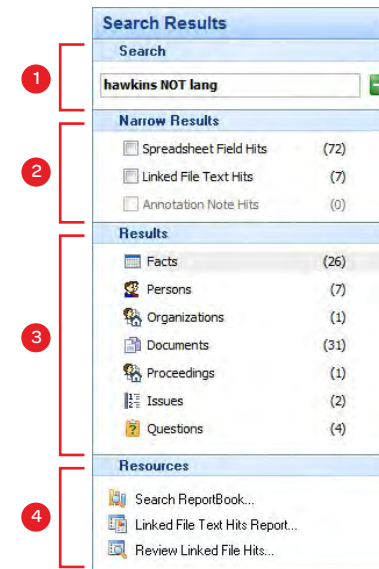 Search Results
Search
1
hawkins NOT lang
Narrow Results
Spreadsheet Field Hits (72)
2
Linked File Text Hits (7)
Annotation Note Hits (0)
Results
Facts (26)
Persons (7)
Organizations (1)
3
Documents (31)
Proceedings (1)
Issues (2)
Questions (4)
Resources
Search ReportBook...
4
Linked File Text Hits Report...
Review Linked File Hits...